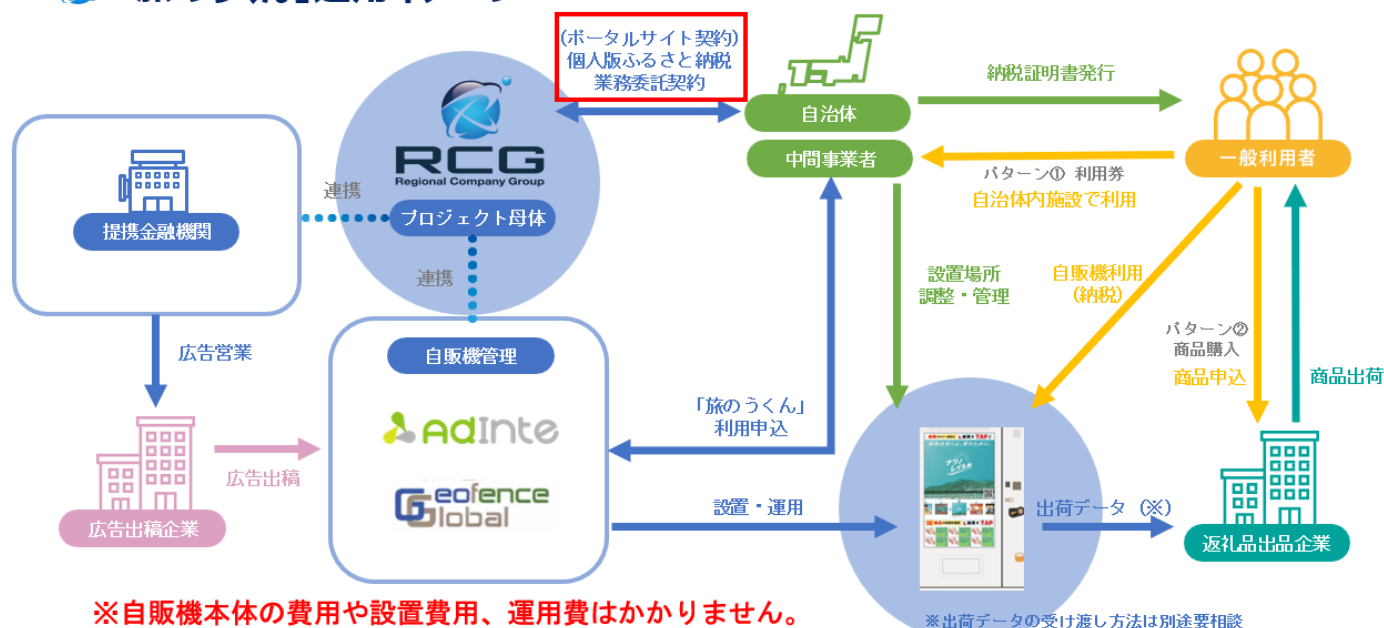 (ポータルサイト契約)
個人版ふるさと納税
業務委託契約
自治体
中間事業者
納税証明書発行
一般利用者
パターン① 利用券
自治体内施設で利用
RCG
Regional Company Group
プロジェクト母体
連携
提携金融機関
連携
広告営業
自販機管理
AdInte
Geofence
Global
広告出稿
広告出稿企業
「旅のうくん」
利用申込
設置場所
調整・管理
自販機利用
(納税)
パターン②
商品購入
商品申込
商品出荷
設置・運用
出荷データ (※)
返礼品出品企業
※自販機本体の費用や設置費用、運用費はかかりません。
※出荷データの受け渡し方法は別途要相談